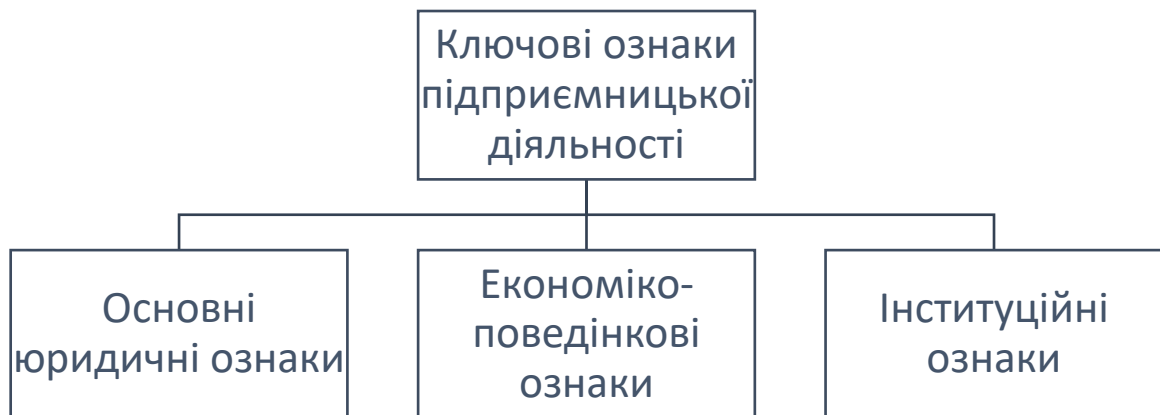 Ключові ознаки
підприємницької
діяльності
Основні
юридичні ознаки
Економіко-
поведінкові
ознаки
Інституційні
ознаки